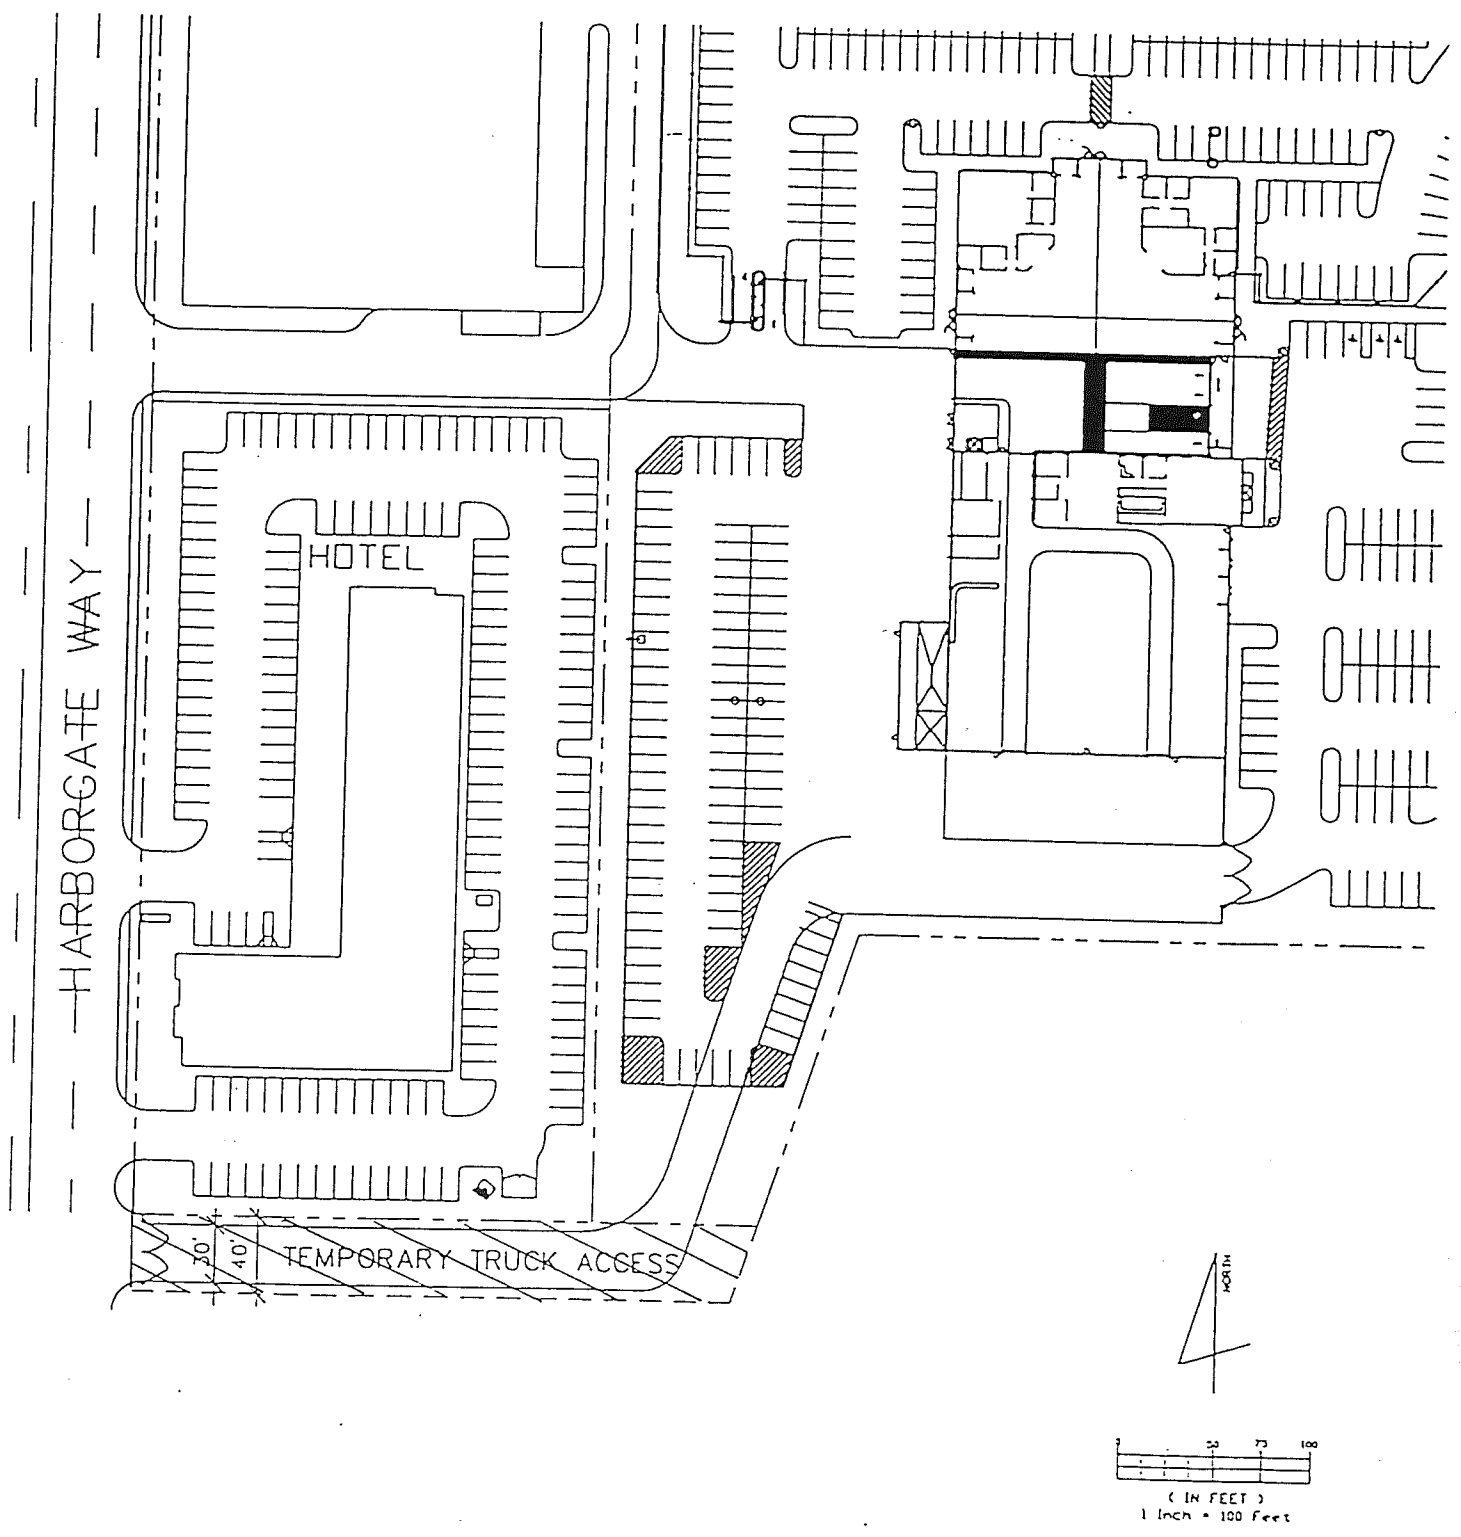 HOTEL
HARBORGATE WAY
30'
40'
TEMPORARY TRUCK ACCESS
NORTH
50 75 100
( IN FEET )
1 Inch = 100 Feet